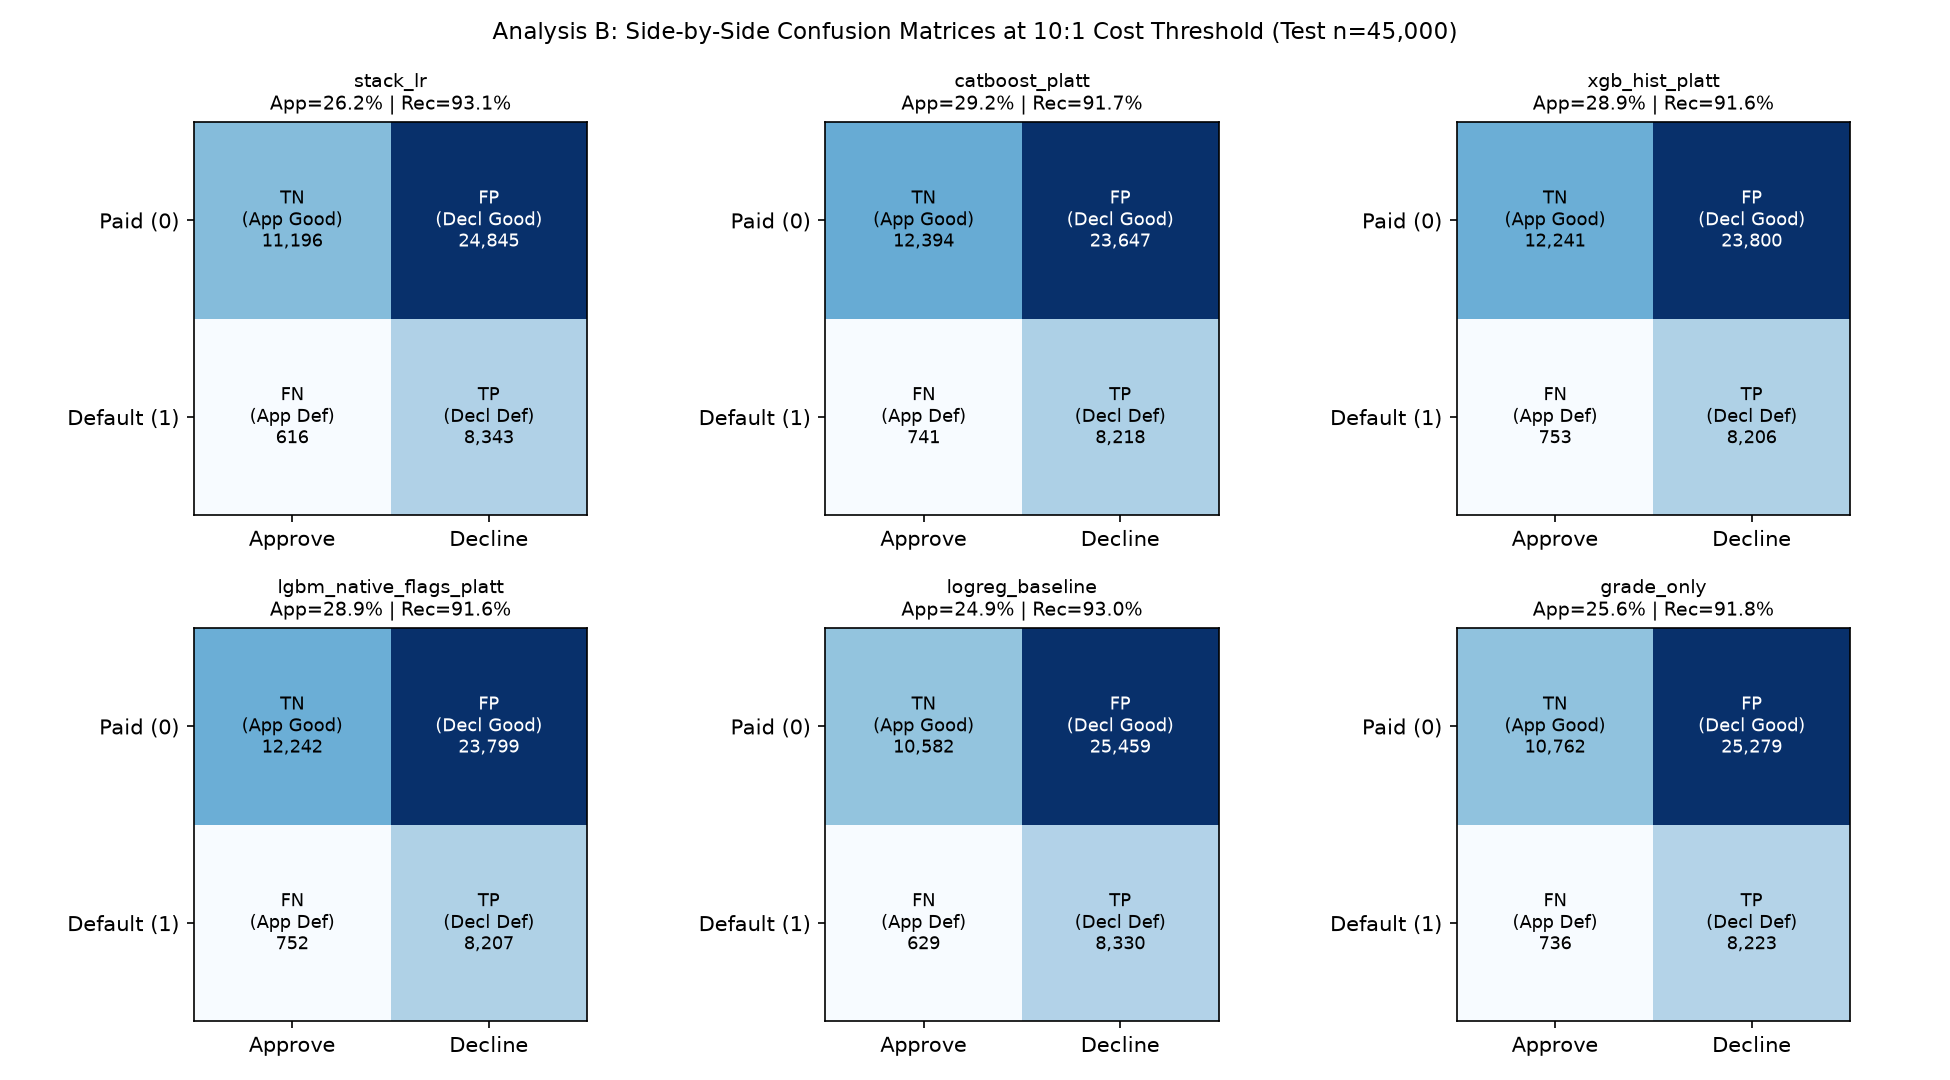 Analysis B: Side-by-Side Confusion Matrices at 10:1 Cost Threshold (Test n=45,000)
stack_lr
App=26.2% | Rec=93.1%
Paid (0)
TN
(App Good)
11,196
FP
(Decl Good)
24,845
Default (1)
FN
(App Def)
616
TP
(Decl Def)
8,343
Approve
Decline
catboost_platt
App=29.2% | Rec=91.7%
Paid (0)
TN
(App Good)
12,394
FP
(Decl Good)
23,647
Default (1)
FN
(App Def)
741
TP
(Decl Def)
8,218
Approve
Decline
xgb_hist_platt
App=28.9% | Rec=91.6%
Paid (0)
TN
(App Good)
12,241
FP
(Decl Good)
23,800
Default (1)
FN
(App Def)
753
TP
(Decl Def)
8,206
Approve
Decline
lgbm_native_flags_platt
App=28.9% | Rec=91.6%
Paid (0)
TN
(App Good)
12,242
FP
(Decl Good)
23,799
Default (1)
FN
(App Def)
752
TP
(Decl Def)
8,207
Approve
Decline
logreg_baseline
App=24.9% | Rec=93.0%
Paid (0)
TN
(App Good)
10,582
FP
(Decl Good)
25,459
Default (1)
FN
(App Def)
629
TP
(Decl Def)
8,330
Approve
Decline
grade_only
App=25.6% | Rec=91.8%
Paid (0)
TN
(App Good)
10,762
FP
(Decl Good)
25,279
Default (1)
FN
(App Def)
736
TP
(Decl Def)
8,223
Approve
Decline